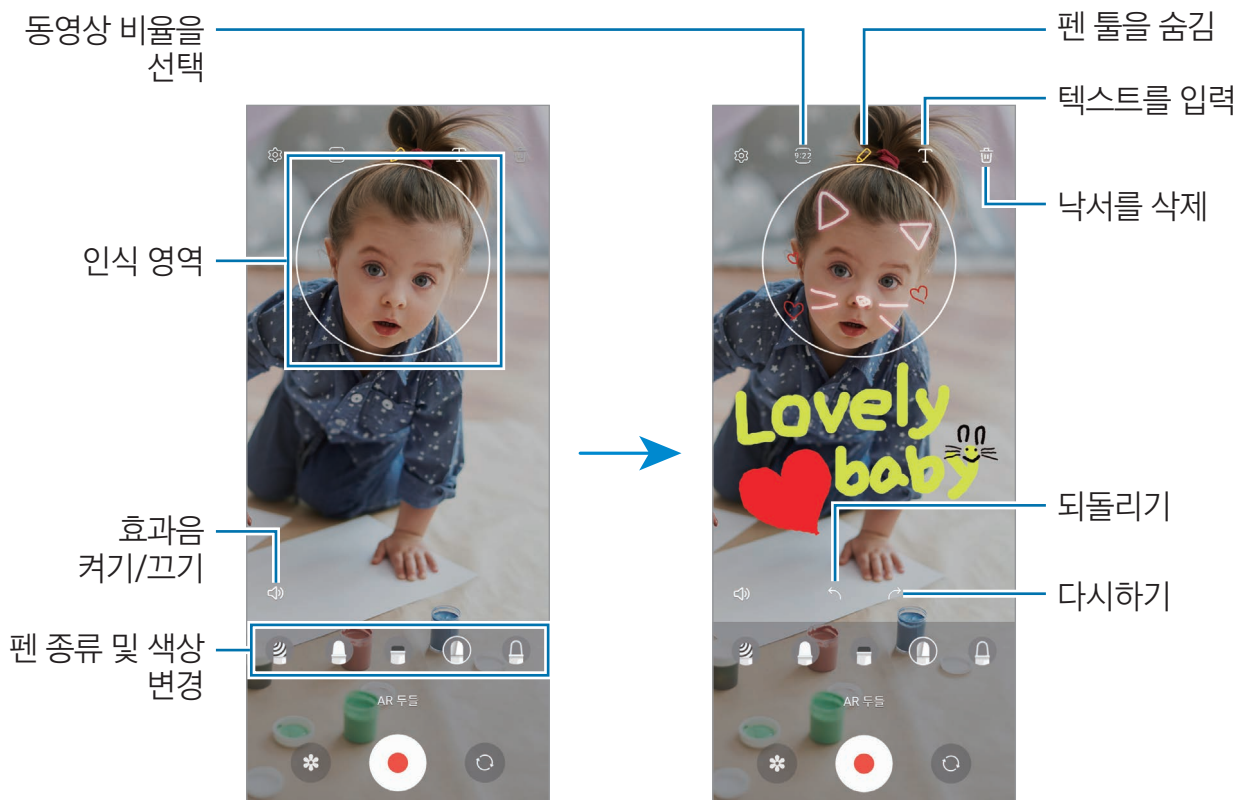 동영상 비율을
선택
인식 영역
효과음
켜기/끄기
펜 종류 및 색상
변경
AR 두들
펜 툴을 숨김
텍스트를 입력
낙서를 삭제
9:22
T
Lovely
baby
되돌리기
다시하기
AR 두들